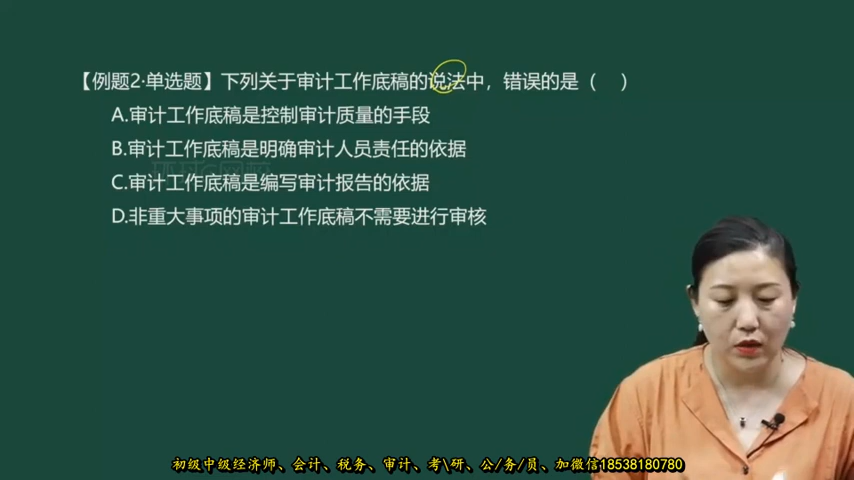 【例题2·单选题】下列关于审计工作底稿的说法中，错误的是（ ）
A.审计工作底稿是控制审计质量的手段
B.审计工作底稿是明确审计人员责任的依据
C.审计工作底稿是编写审计报告的依据
D.非重大事项的审计工作底稿不需要进行审核
初级中级经济师、会计、税务、审计、考\研、公/务/员、加微信18538180780